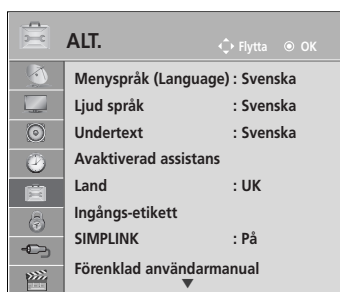 ALT. Flytta OK
Menyspråk (Language) : Svenska
Ljud språk : Svenska
Undertext : Svenska
Avaktiverad assistans
Land : UK
Ingångs-etikett
SIMPLINK : På
Förenklad användarmanual